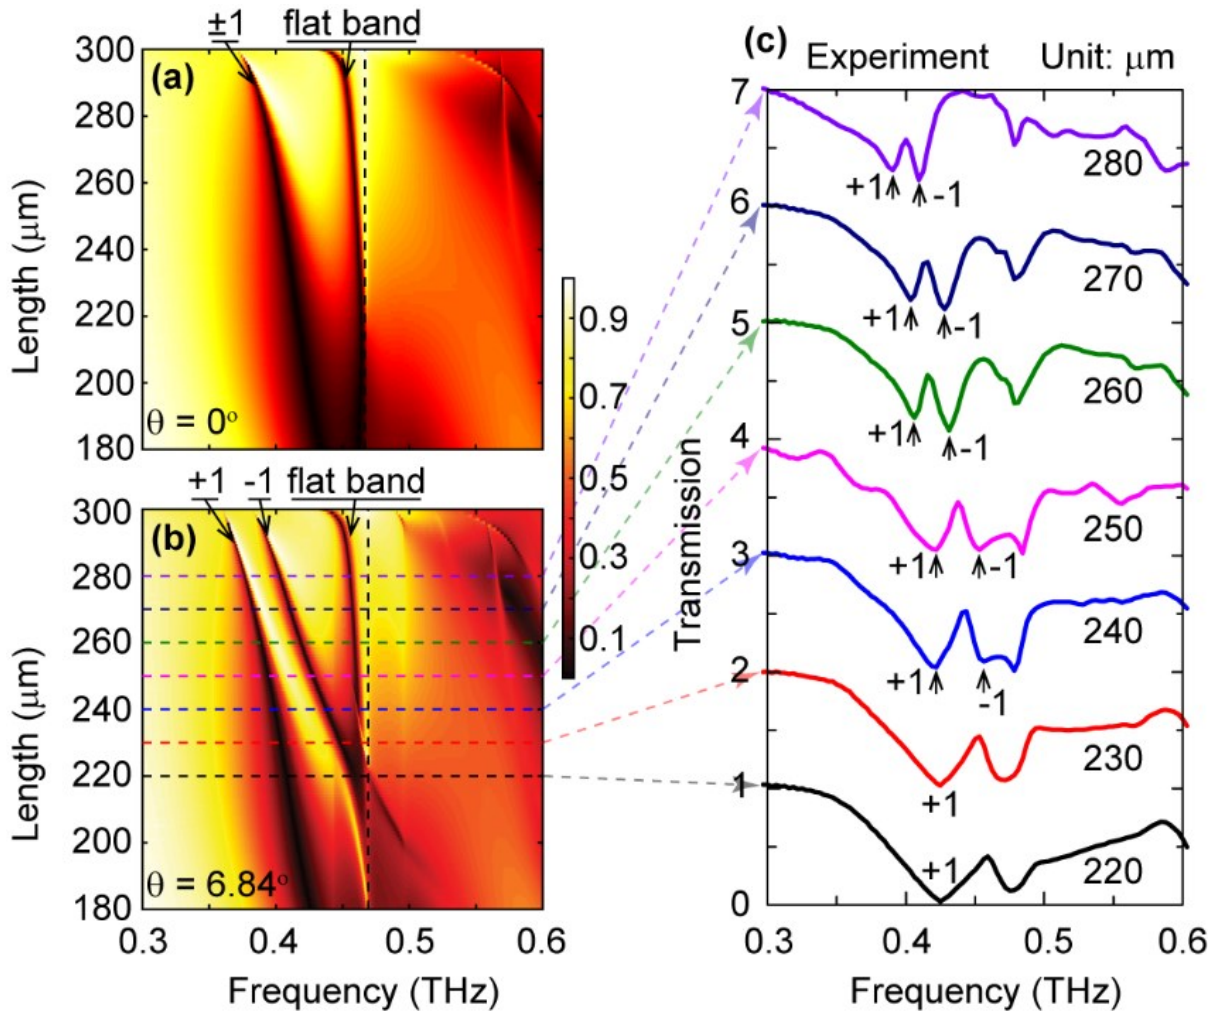 ±1 flat band
(a)
300
280
260
240
220
200
180
Length (μm)
θ = 0°
+1 -1 flat band
(b)
300
280
260
240
220
200
180
Length (μm)
θ = 6.84°
0.3 0.4 0.5 0.6
Frequency (THz)
0.9
0.7
0.5
0.3
0.1
(c)
Experiment Unit: μm
7
6
5
4
3
2
1
0
Transmission
280
+1 -1
270
+1 -1
260
+1 -1
250
+1 -1
240
+1 -1
230
+1
220
+1
0.3 0.4 0.5 0.6
Frequency (THz)